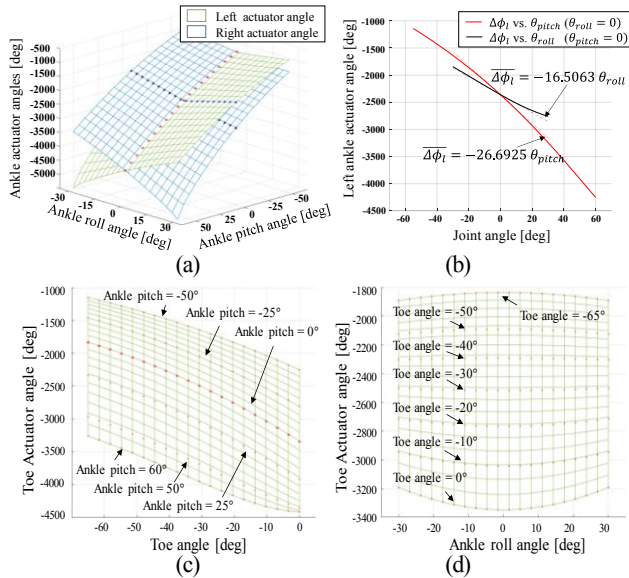 Left actuator angle
Right actuator angle
Ankle actuator angles [deg]
-500
-1000
-1500
-2000
-2500
-3000
-3500
-4000
-4500
-5000
-30
-15
0
15
30
Ankle roll angle [deg]
50
25
0
-25
-50
Ankle pitch angle [deg]
(a)
Δϕ_l vs. θ_pitch (θ_roll = 0)
Δϕ_l vs. θ_roll (θ_pitch = 0)
Left ankle actuator angle [deg]
-1000
-1500
-2000
-2500
-3000
-3500
-4000
-4500
Δϕ_l = −16.5063 θ_roll
Δϕ_l = −26.6925 θ_pitch
-60 -40 -20 0 20 40 60
Joint angle [deg]
(b)
Toe Actuator angle [deg]
-1000
-1500
-2000
-2500
-3000
-3500
-4000
-4500
Ankle pitch = -50°
Ankle pitch = -25°
Ankle pitch = 0°
Ankle pitch = 60°
Ankle pitch = 50°
Ankle pitch = 25°
-60 -50 -40 -30 -20 -10 0
Toe angle [deg]
(c)
Toe Actuator angle [deg]
-1800
-2000
-2200
-2400
-2600
-2800
-3000
-3200
-3400
Toe angle = -65°
Toe angle = -50°
Toe angle = -40°
Toe angle = -30°
Toe angle = -20°
Toe angle = -10°
Toe angle = 0°
-30 -20 -10 0 10 20 30
Ankle roll angle [deg]
(d)